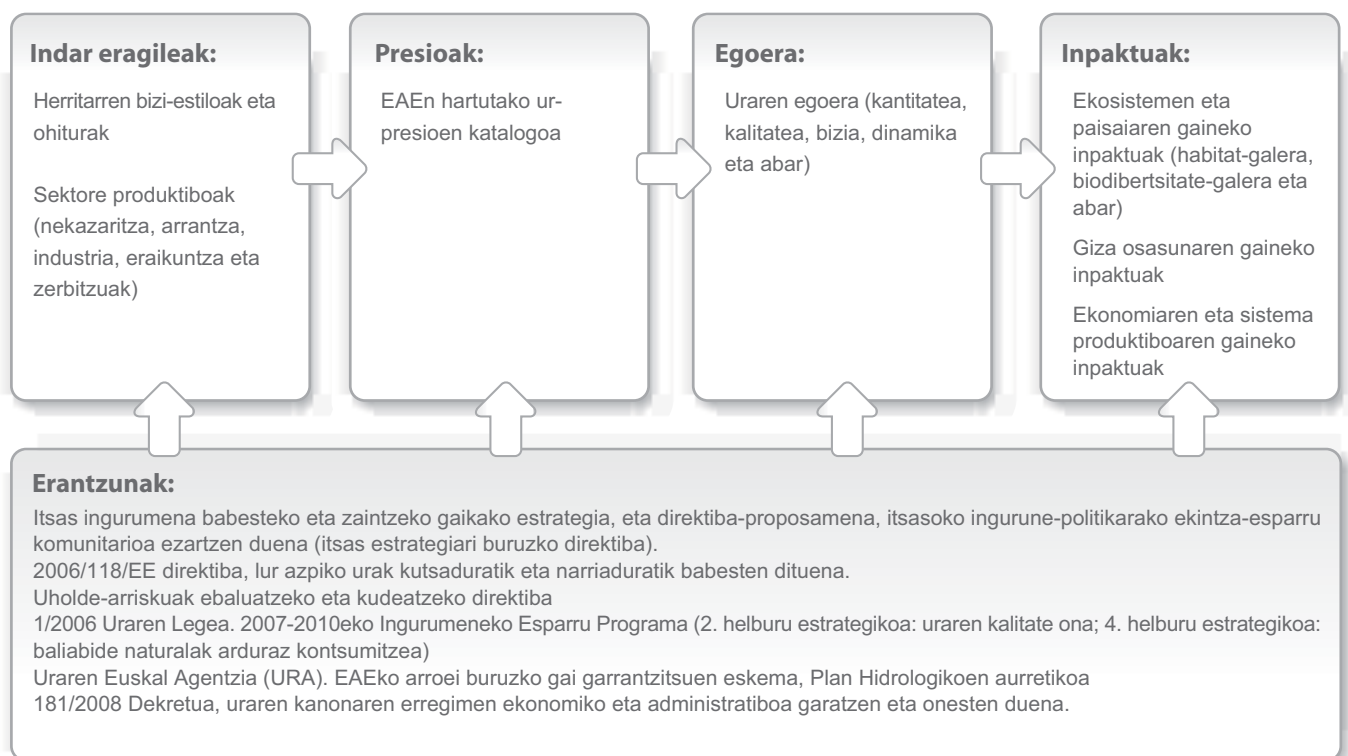 Indar eragileak:
Herritarren bizi-estiloak eta
ohiturak
Sektore produktiboak
(nekazaritza, arrantza,
industria, eraikuntza eta
zerbitzuak)
Presioak:
EAEn hartutako ur-
presioen katalogoa
Egoera:
Uraren egoera (kantitatea,
kalitatea, bizia, dinamika
eta abar)
Inpaktuak:
Ekosistemen eta
paisaiaren gaineko
inpaktuak (habitat-galera,
biodibertsitate-galera eta
abar)
Giza osasunaren gaineko
inpaktuak
Ekonomiaren eta sistema
produktiboaren gaineko
inpaktuak
Erantzunak:
Itsas ingurumena babesteko eta zaintzeko gaikako estrategia, eta direktiba-proposamena, itsasoko ingurune-politikarako ekintza-esparru
komunitarioa ezartzen duena (itsas estrategiari buruzko direktiba).
2006/118/EE direktiba, lur azpiko urak kutsaduratik eta narriaduratik babesten dituena.
Uholde-arriskuak ebaluatzeko eta kudeatzeko direktiba
1/2006 Uraren Legea. 2007-2010eko Ingurumeneko Esparru Programa (2. helburu estrategikoa: uraren kalitate ona; 4. helburu estrategikoa:
baliabide naturalak arduraz kontsumitzea)
Uraren Euskal Agentzia (URA). EAEko arroei buruzko gai garrantzitsuen eskema, Plan Hidrologikoen aurretikoa
181/2008 Dekretua, uraren kanonaren erregimen ekonomiko eta administratiboa garatzen eta onesten duena.